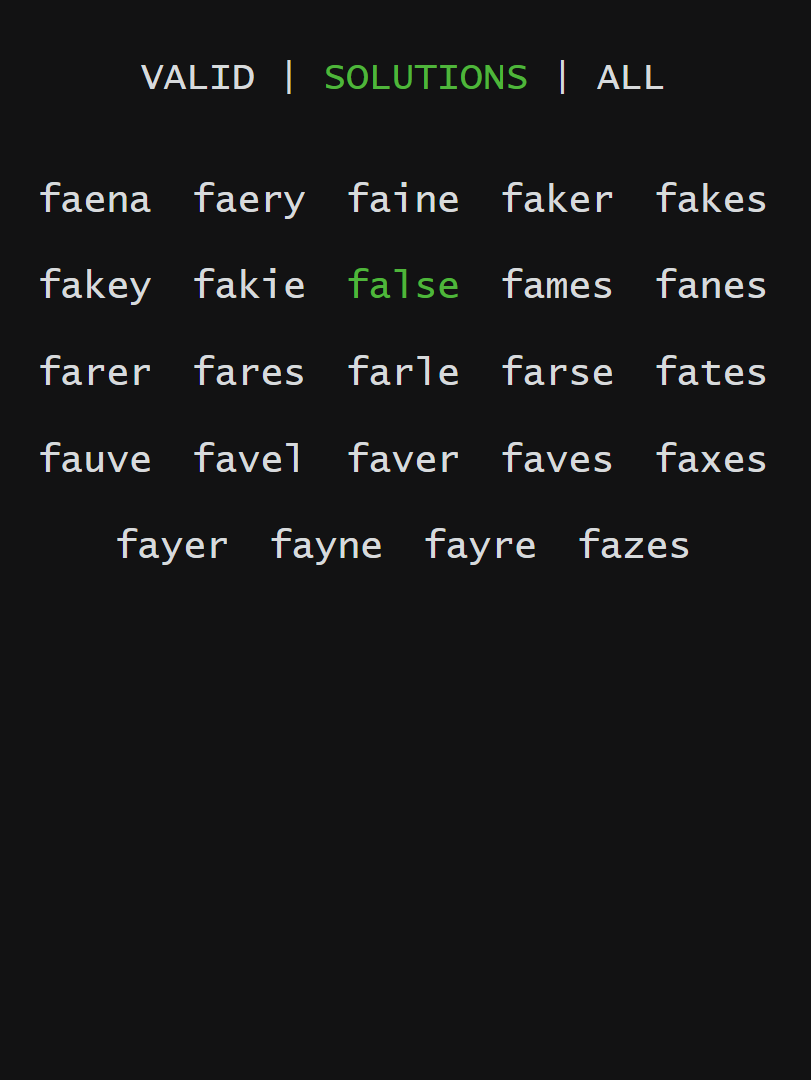 VALID | SOLUTIONS | ALL
faena faery faine faker fakes
fakey fakie false fames fanes
farer fares farle farse fates
fauve favel faver faves faxes
fayer fayne fayre fazes